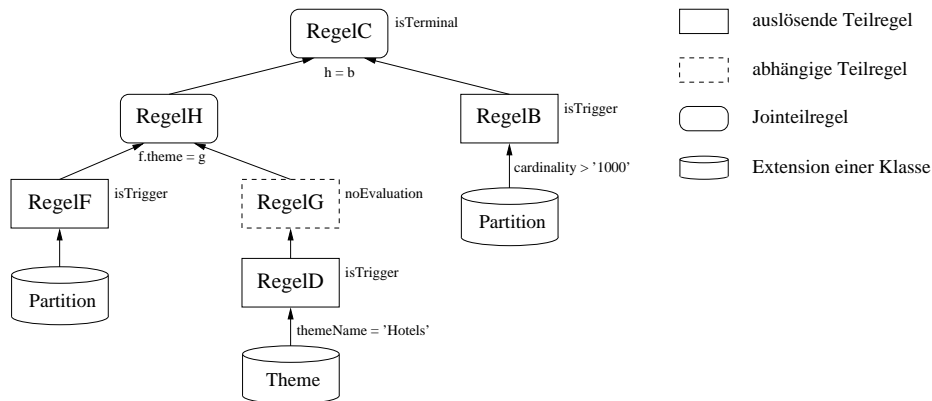 RegelC
isTerminal
h = b
RegelH
f.theme = g
RegelB
isTrigger
cardinality > '1000'
Partition
RegelF
isTrigger
Partition
RegelG
noEvaluation
RegelD
isTrigger
themeName = 'Hotels'
Theme
auslösende Teilregel
abhängige Teilregel
Jointeilregel
Extension einer Klasse